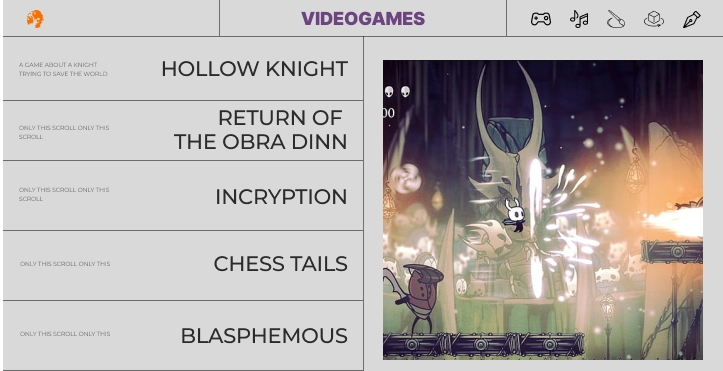 VIDEOGAMES
A GAME ABOUT A KNIGHT
TRYING TO SAVE THE WORLD
HOLLOW KNIGHT
ONLY THIS SCROLL ONLY THIS
SCROLL
RETURN OF
THE OBRA DINN
ONLY THIS SCROLL ONLY THIS
SCROLL
INCRYPTION
ONLY THIS SCROLL ONLY THIS
CHESS TAILS
ONLY THIS SCROLL ONLY THIS
BLASPHEMOUS
00